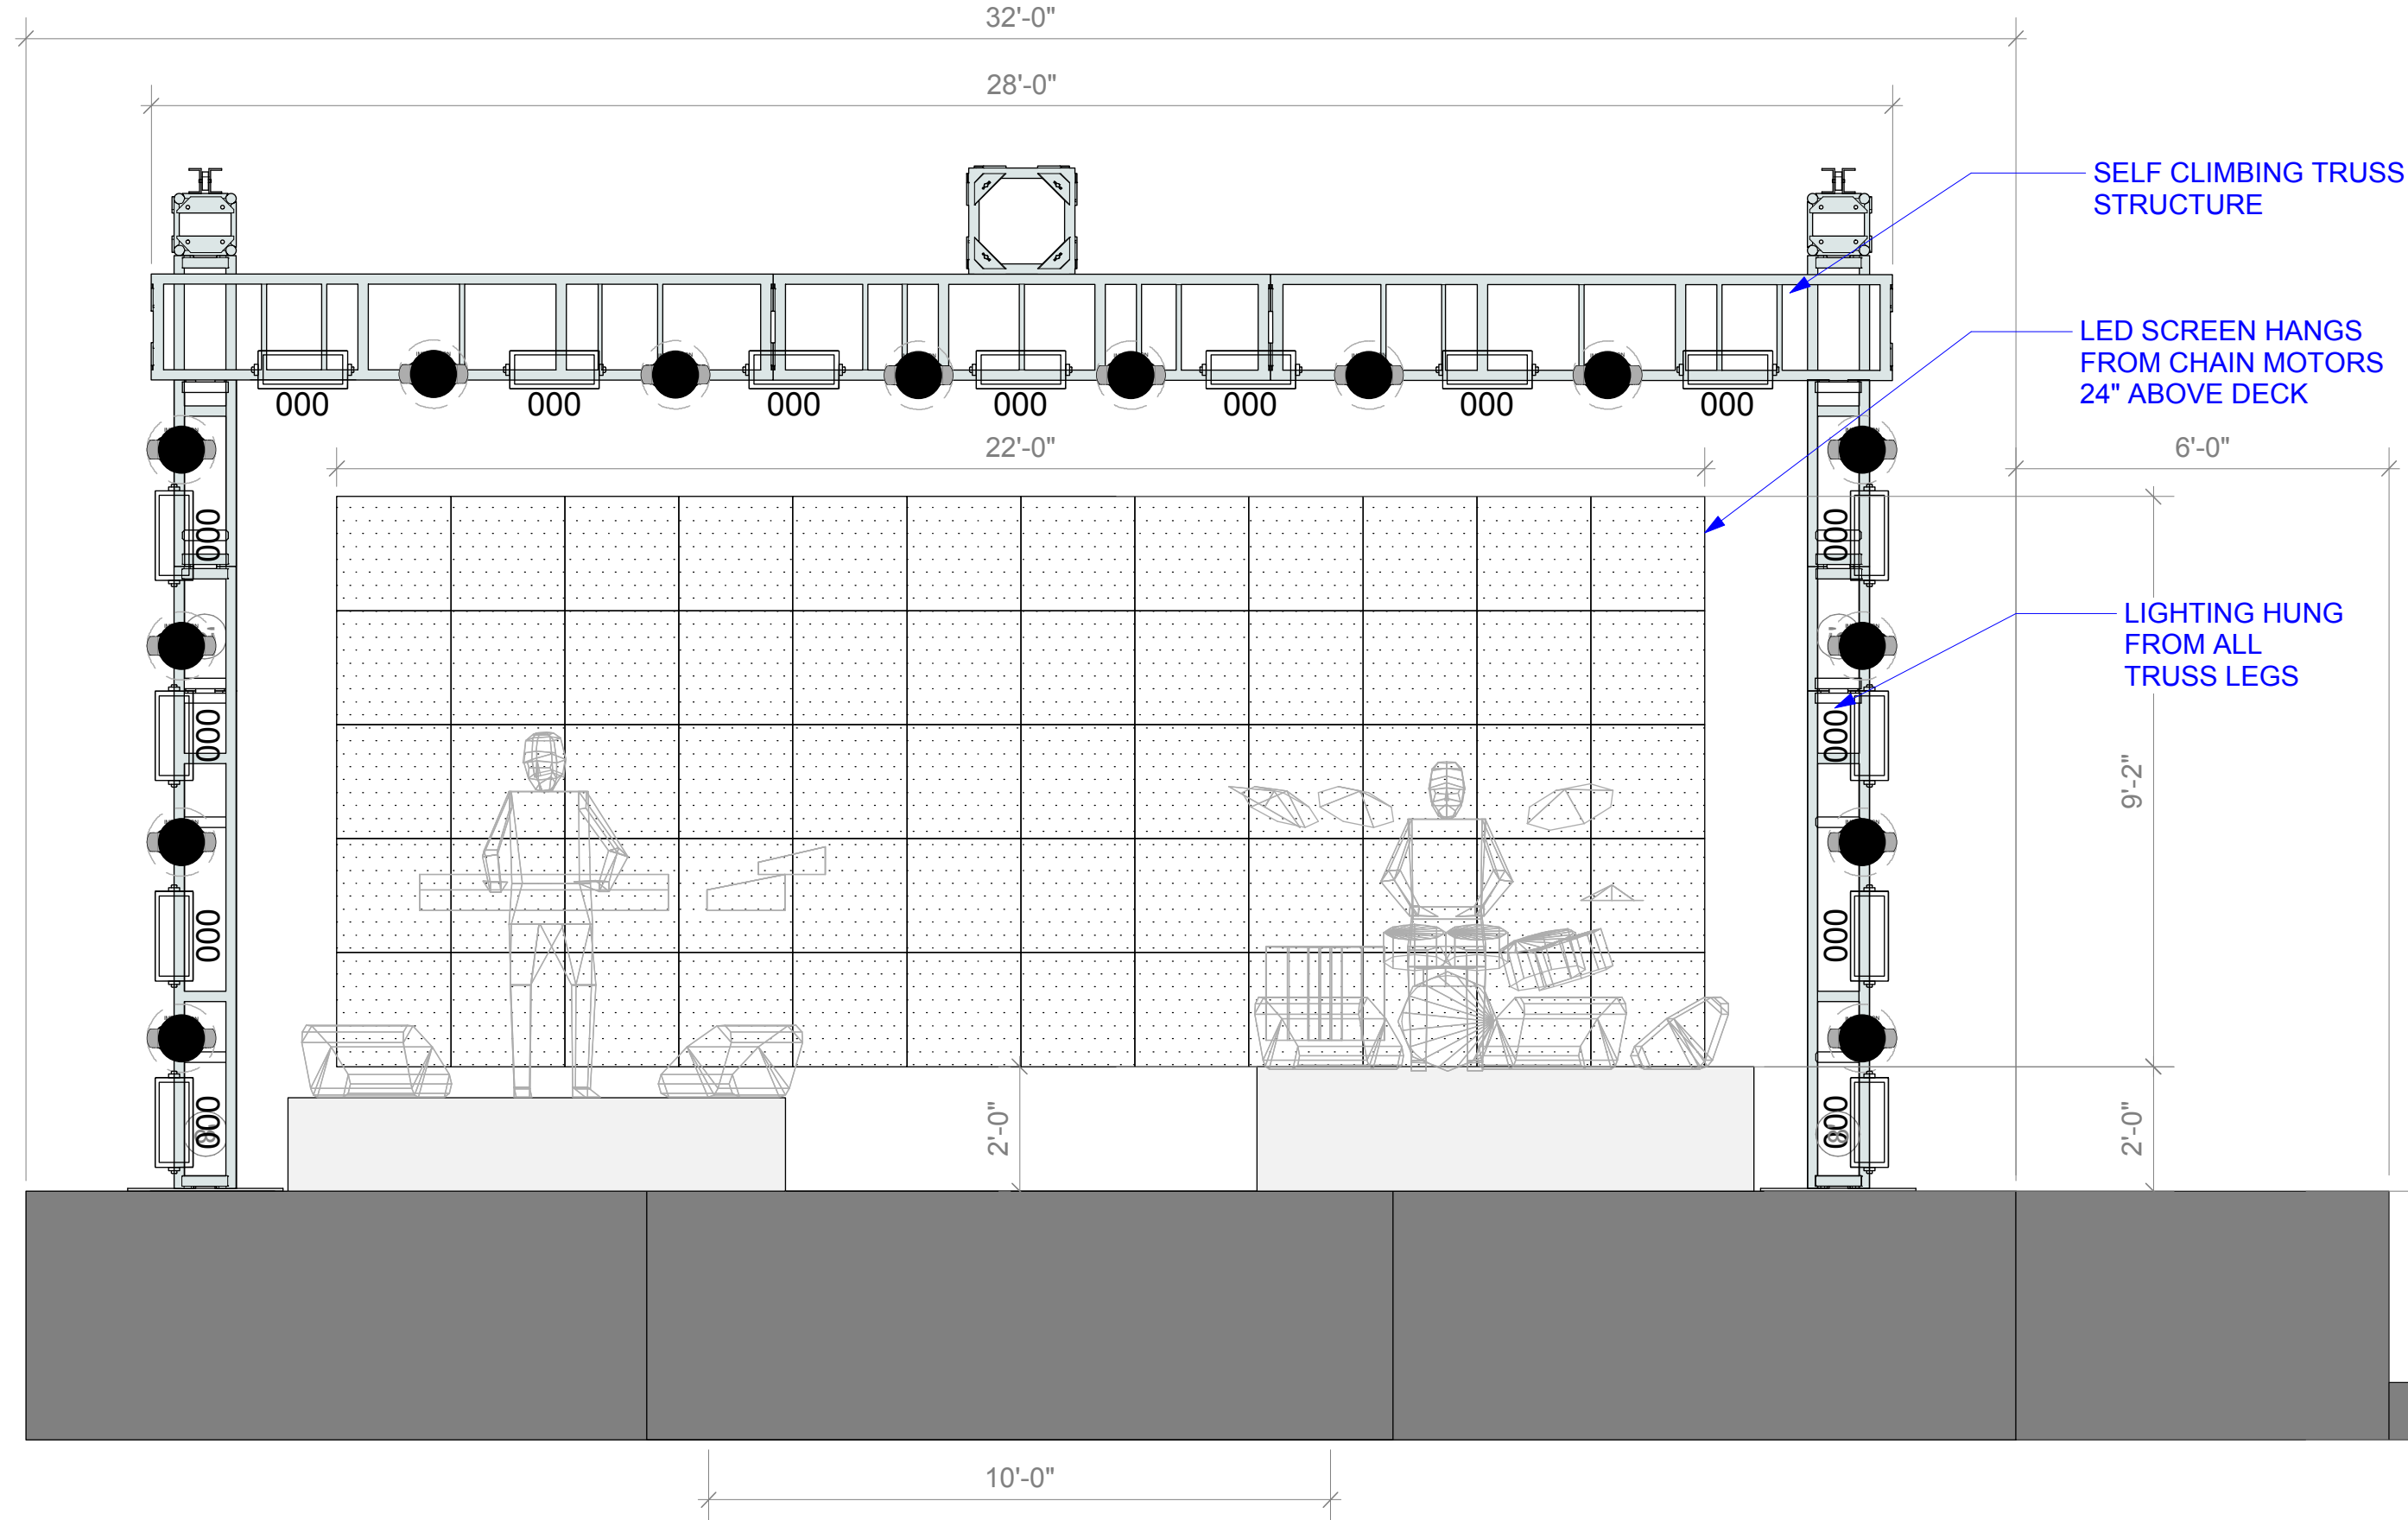 32'-0"
28'-0"
SELF CLIMBING TRUSS
STRUCTURE
LED SCREEN HANGS
FROM CHAIN MOTORS
24" ABOVE DECK
000
000
000
000
000
000
000
22'-0"
6'-0"
000
000
LIGHTING HUNG
FROM ALL
TRUSS LEGS
000
000
9'-2"
000
000
000
000
2'-0"
2'-0"
10'-0"